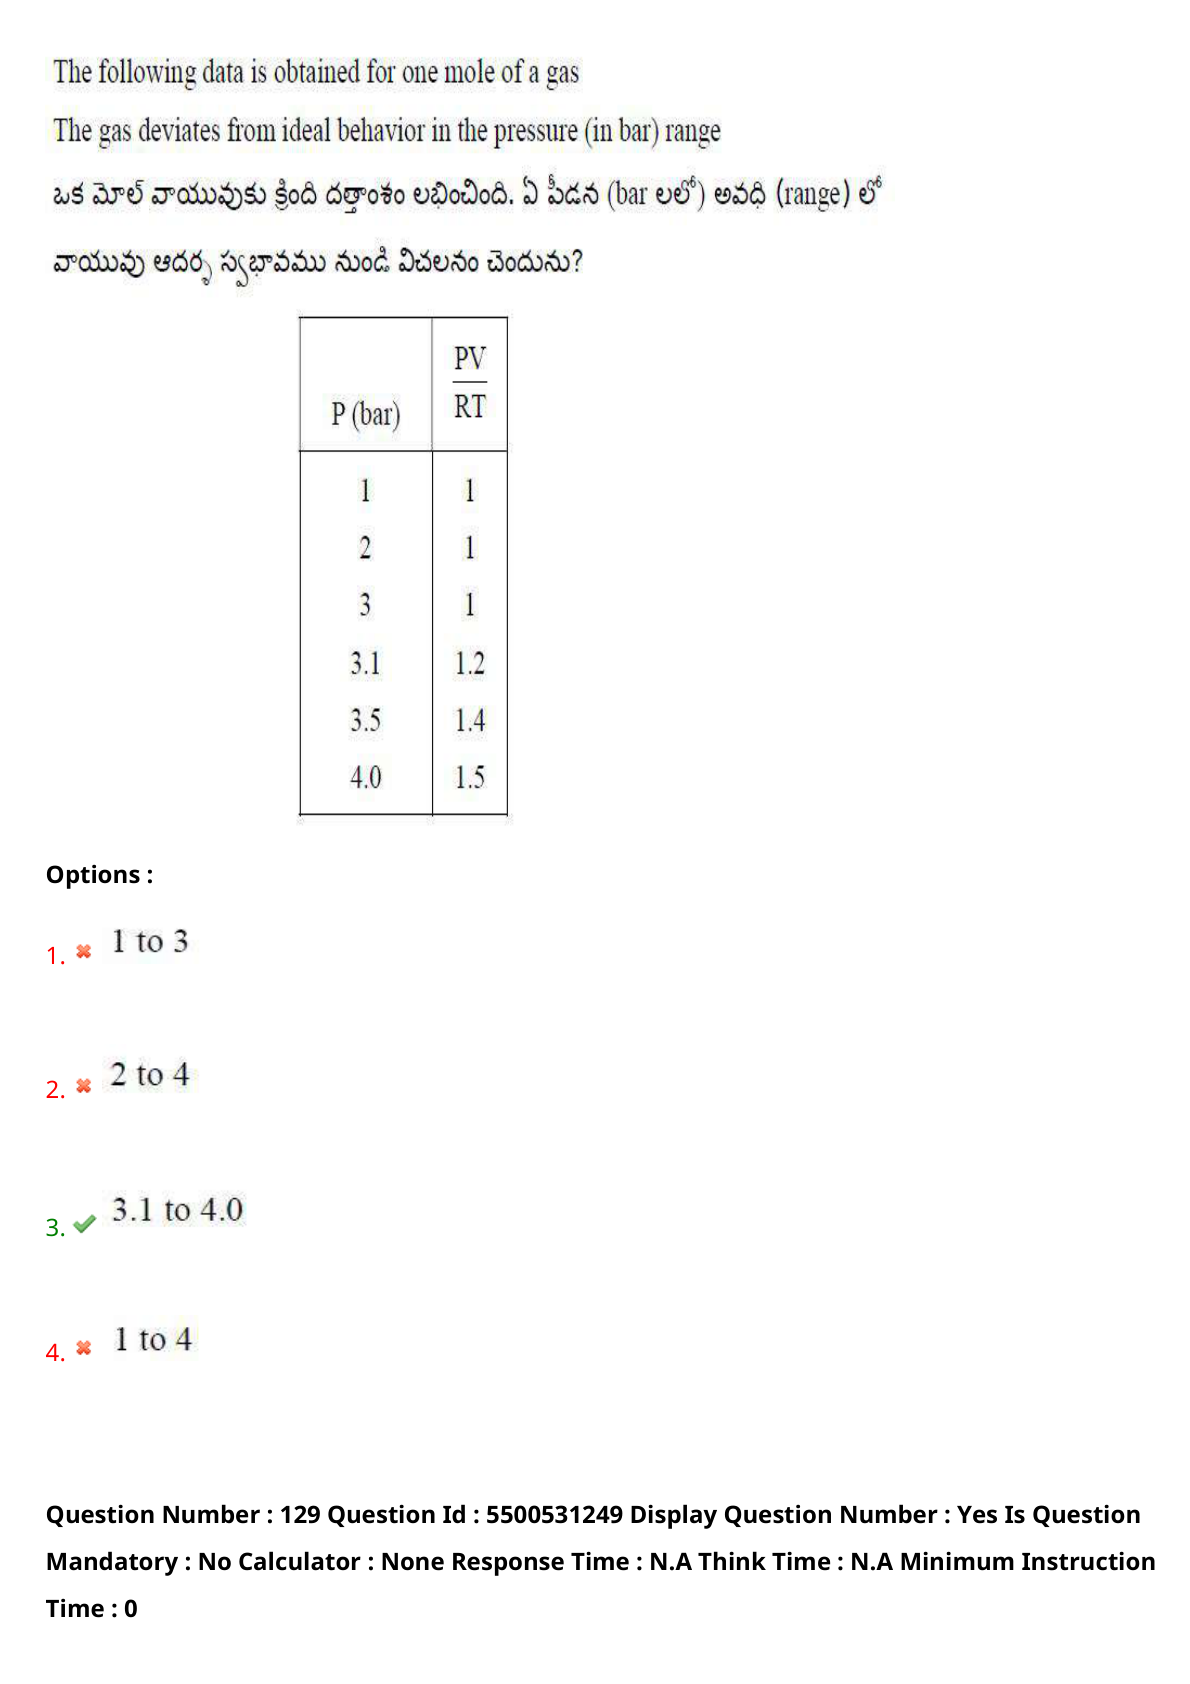 The following data is obtained for one mole of a gas
The gas deviates from ideal behavior in the pressure (in bar) range
ఒక మోల్ వాయువుకు క్రింది దత్తాంశం లభించింది. ఏ పీడన (bar లలో) అవధి (range) లో
వాయువు ఆదర్శ స్వభావము నుండి విచలనం చెందును?
P (bar) PV/RT
1 1
2 1
3 1
3.1 1.2
3.5 1.4
4.0 1.5
Options :
1. 1 to 3
2. 2 to 4
3. 3.1 to 4.0
4. 1 to 4
Question Number : 129 Question Id : 5500531249 Display Question Number : Yes Is Question
Mandatory : No Calculator : None Response Time : N.A Think Time : N.A Minimum Instruction
Time : 0